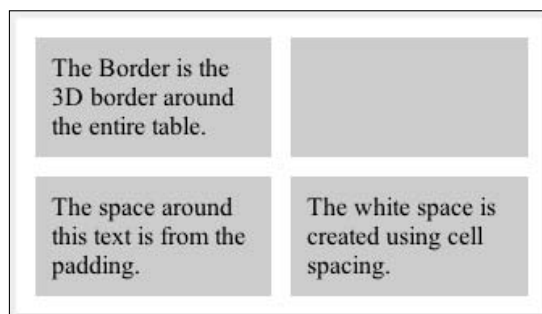 The Border is the
3D border around
the entire table.
The space around
this text is from the
padding.
The white space is
created using cell
spacing.